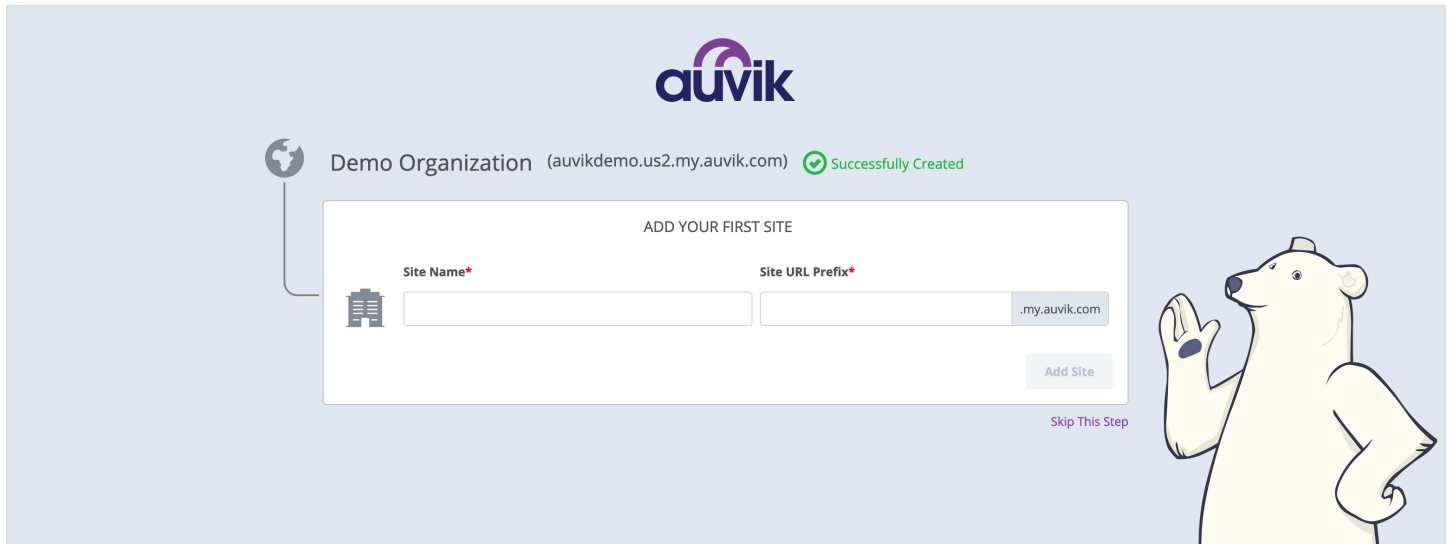 auvik
Demo Organization (auvikdemo.us2.my.auvik.com) Successfully Created
ADD YOUR FIRST SITE
Site Name* Site URL Prefix*
.my.auvik.com
Add Site
Skip This Step